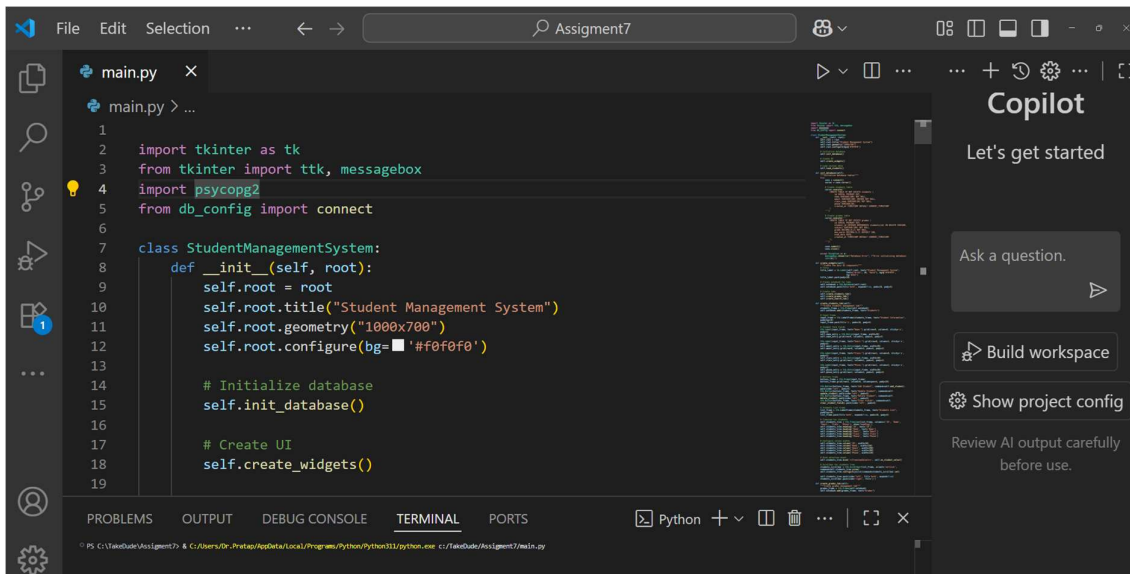 File Edit Selection ... Assigment7
main.py
main.py > ...
1
2 import tkinter as tk
3 from tkinter import ttk, messagebox
4 import psycopg2
5 from db_config import connect
6
7 class StudentManagementSystem:
8 def __init__(self, root):
9 self.root = root
10 self.root.title("Student Management System")
11 self.root.geometry("1000x700")
12 self.root.configure(bg='#f0f0f0')
13
14 # Initialize database
15 self.init_database()
16
17 # Create UI
18 self.create_widgets()
19
PROBLEMS OUTPUT DEBUG CONSOLE TERMINAL PORTS Python
PS C:\TakeDude\Assigment7> & C:/Users/Dr.Pratap/AppData/Local/Programs/Python/Python311/python.exe c:/TakeDude/Assigment7/main.py
1
Copilot
Let's get started
Ask a question.
Build workspace
Show project config
Review AI output carefully
before use.